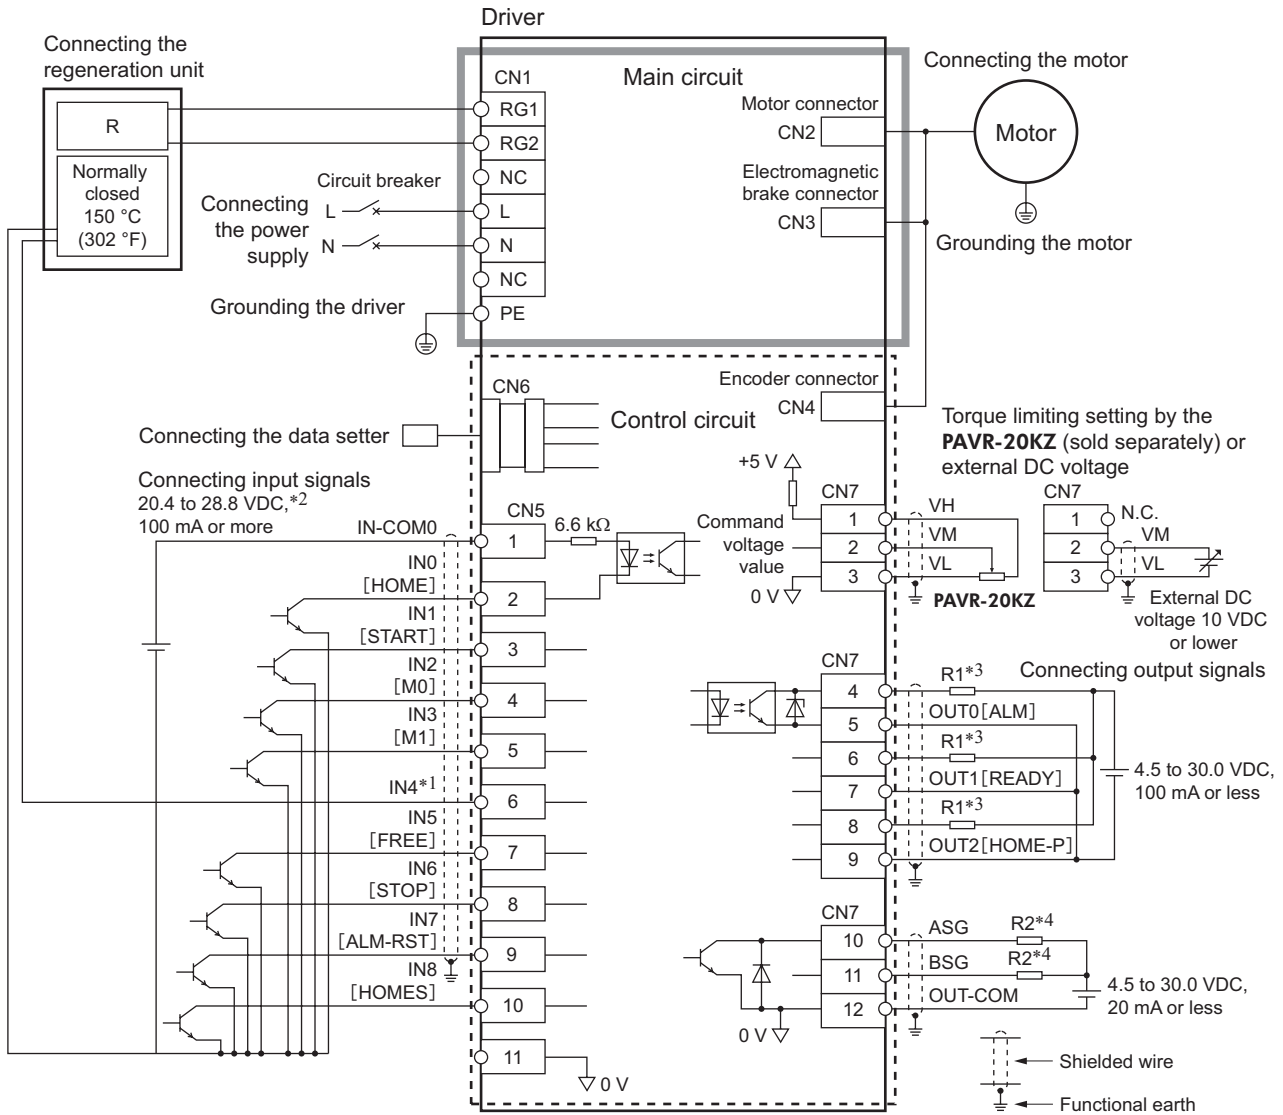 Driver
Connecting the
regeneration unit
R
Normally
closed
150 °C
(302 °F)
CN1
Main circuit
RG1
RG2
NC
L
N
NC
PE
Circuit breaker
Connecting
the power
supply
L
N
Grounding the driver
Motor connector
CN2
Electromagnetic
brake connector
CN3
Connecting the motor
Motor
Grounding the motor
Encoder connector
CN4
CN6
Control circuit
Connecting the data setter
Connecting input signals
20.4 to 28.8 VDC,*2
100 mA or more
CN5
6.6 kΩ
IN-COM0
1
IN0
[HOME]
2
IN1
[START]
3
IN2
[M0]
4
IN3
[M1]
5
IN4*1
6
IN5
[FREE]
7
IN6
[STOP]
8
IN7
[ALM-RST]
9
IN8
[HOMES]
10
11
0 V
Torque limiting setting by the
PAVR-20KZ (sold separately) or
external DC voltage
+5 V
Command
voltage
value
0 V
CN7
1
2
3
VH
VM
VL
PAVR-20KZ
CN7
1
2
3
N.C.
VM
VL
External DC
voltage 10 VDC
or lower
Connecting output signals
CN7
4
5
6
7
8
9
R1*3
OUT0[ALM]
R1*3
OUT1[READY]
R1*3
OUT2[HOME-P]
4.5 to 30.0 VDC,
100 mA or less
CN7
10
11
12
0 V
ASG
R2*4
BSG
R2*4
OUT-COM
4.5 to 30.0 VDC,
20 mA or less
Shielded wire
Functional earth